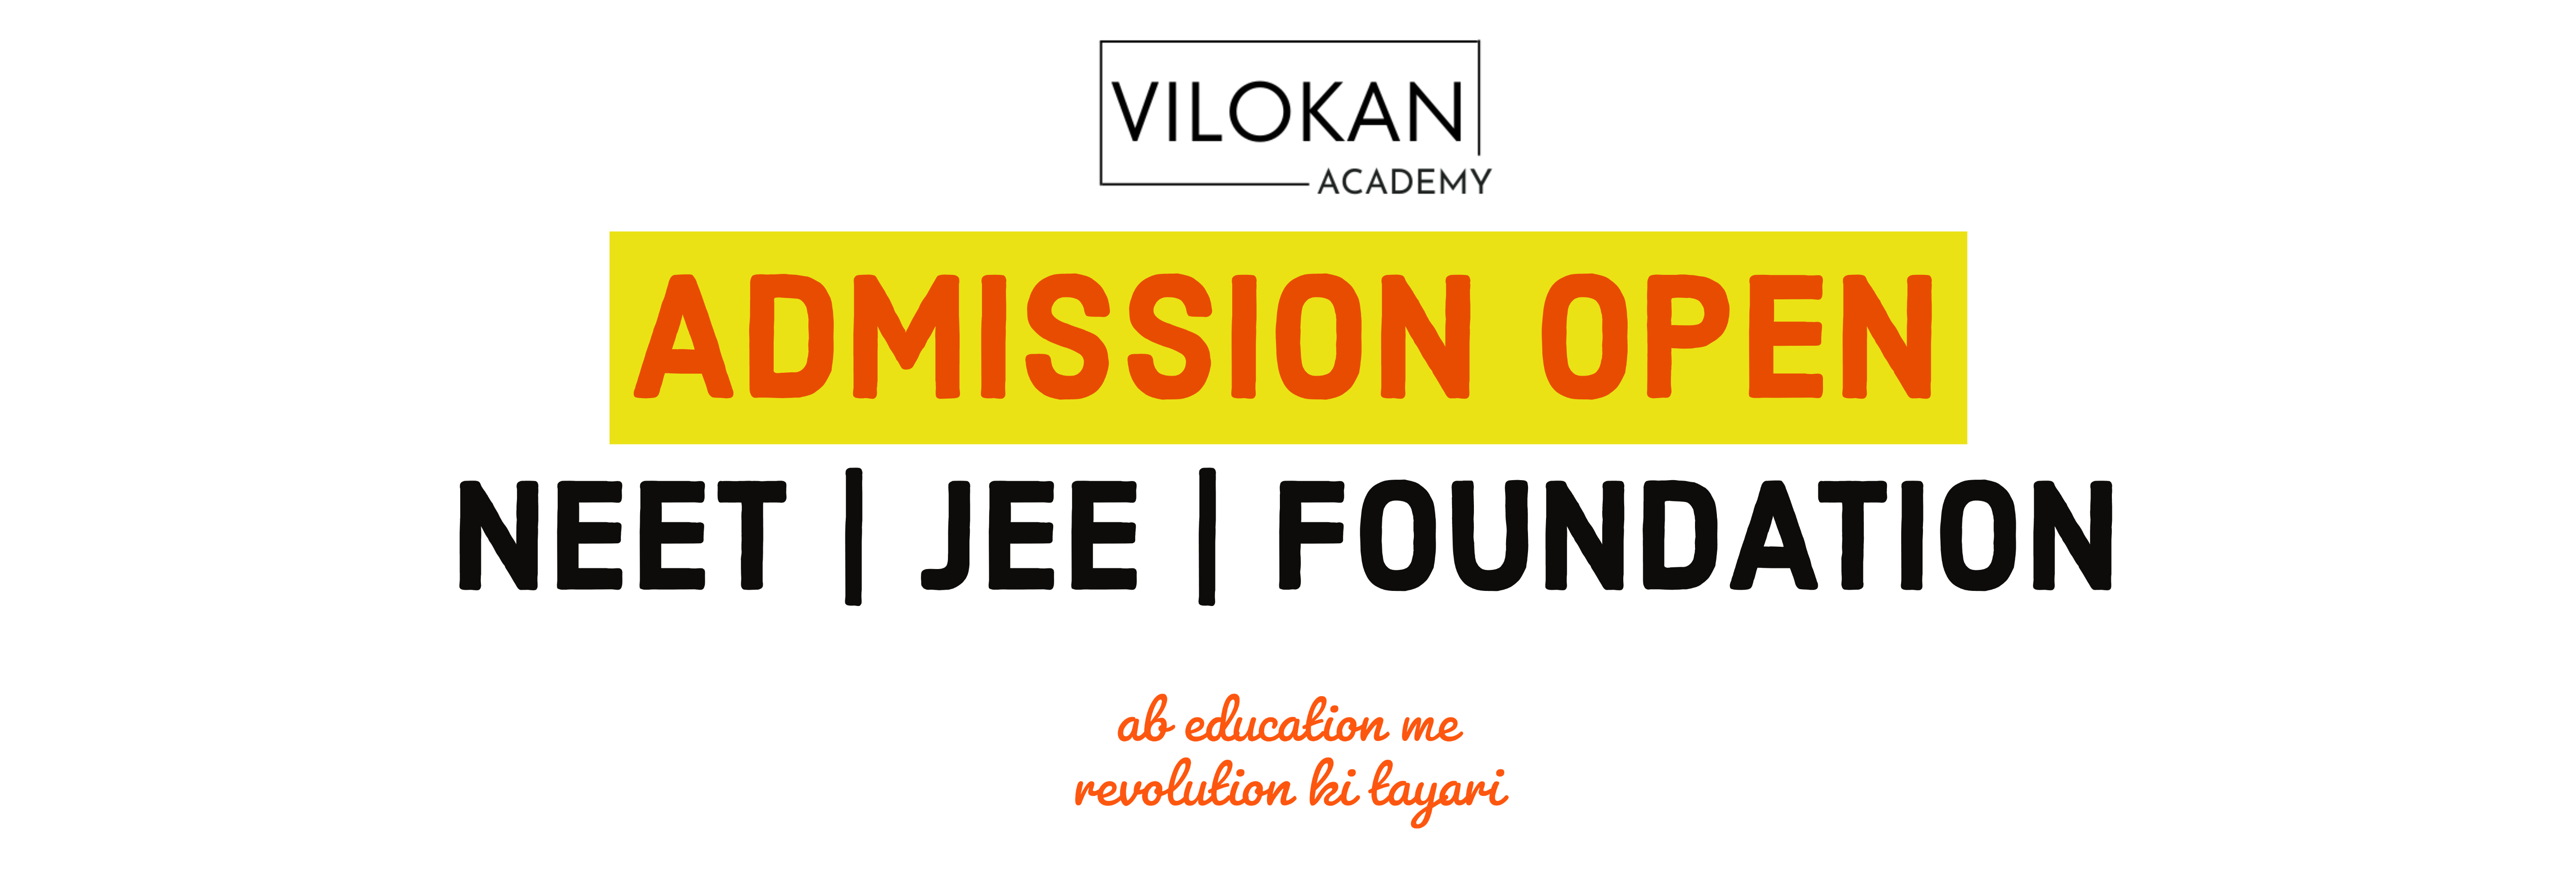 VILOKAN
ACADEMY
ADMISSION OPEN
NEET | JEE | FOUNDATION
ab education me
revolution ki tayari